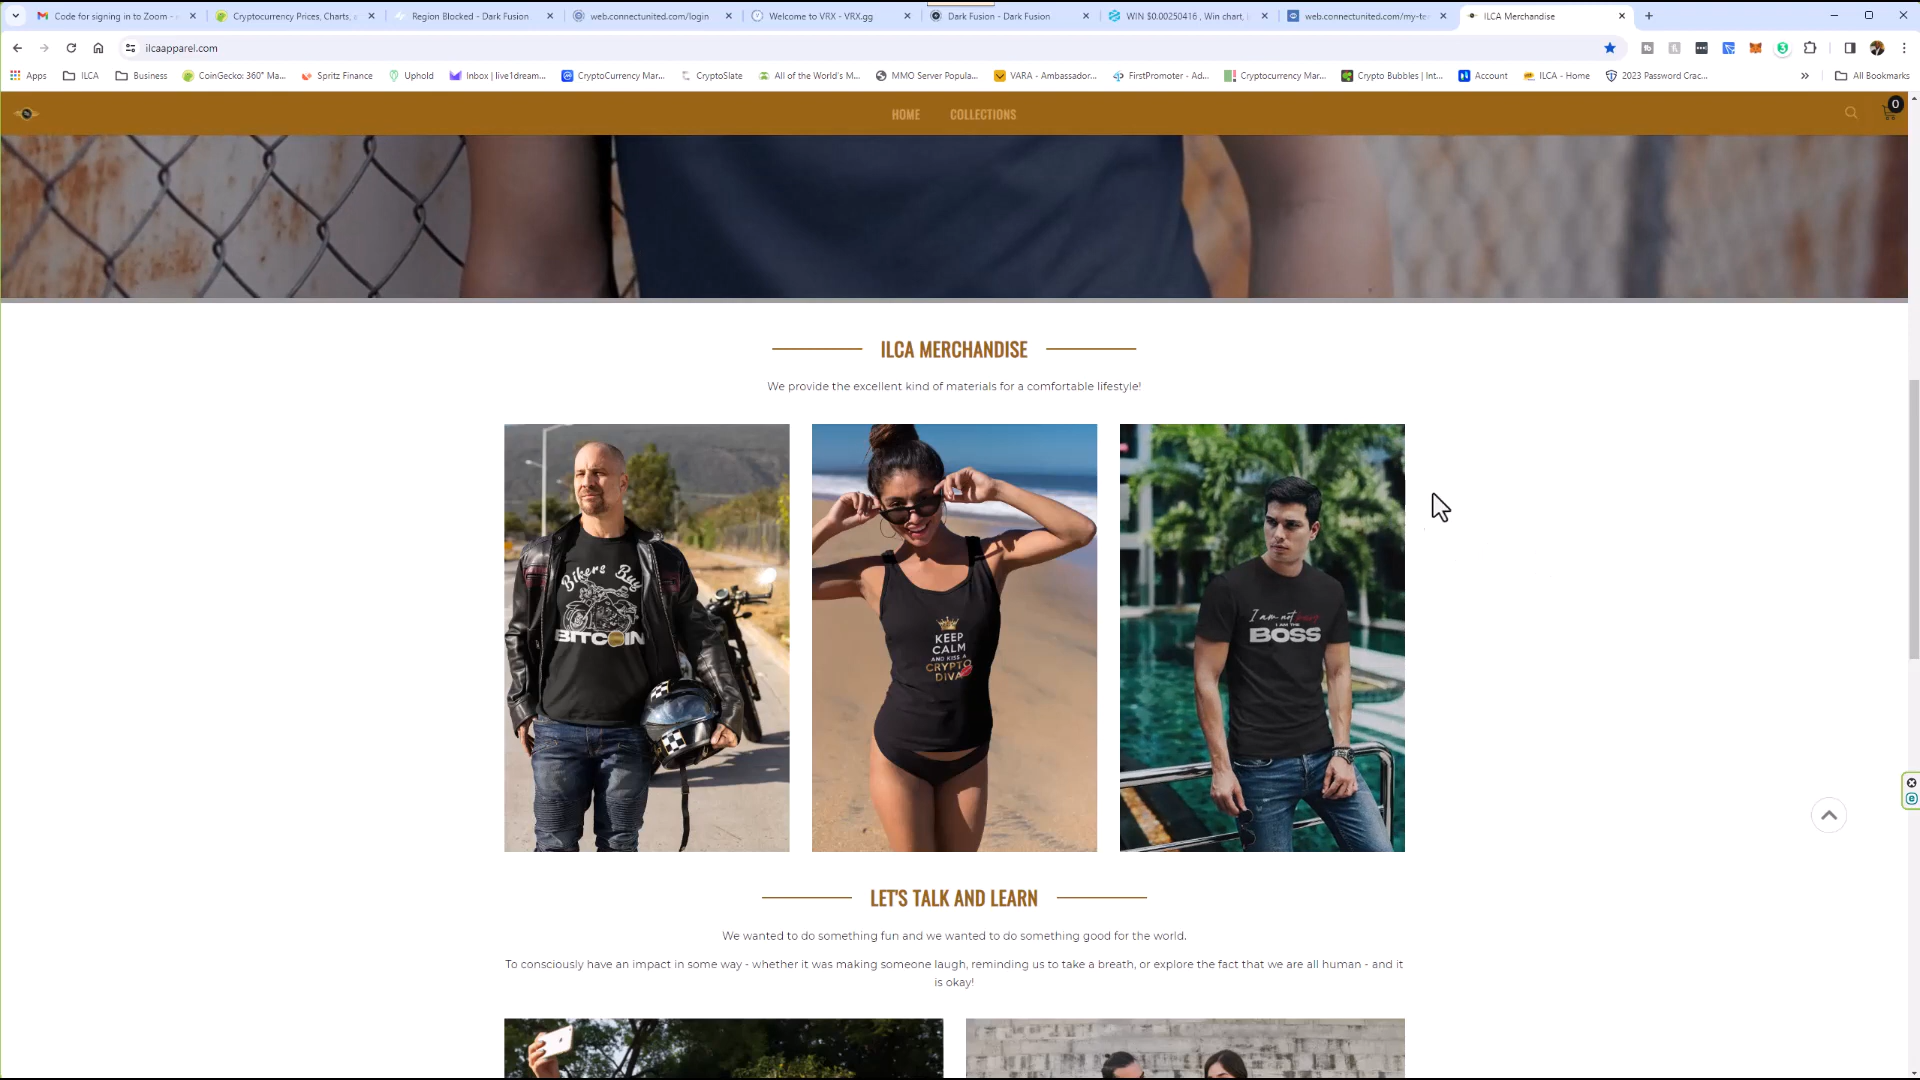 Code for signing in to Zoom -
Cryptocurrency Prices, Charts,
Region Blocked - Dark Fusion
web.connectunited.com/login
Welcome to VRX - VRX.gg
Dark Fusion - Dark Fusion
WIN $0.00250416 , Win chart,
web.connectunited.com/my-te
ILCA Merchandise
ilcaapparel.com
Apps
ILCA
Business
CoinGecko: 360° Ma...
Spritz Finance
Uphold
Inbox | live1dream...
CryptoCurrency Mar...
CryptoSlate
All of the World's M...
MMO Server Popula...
VARA - Ambassador...
FirstPromoter - Ad...
Cryptocurrency Mar...
Crypto Bubbles | Int...
Account
ILCA - Home
2023 Password Crac...
»
All Bookmarks
HOME
COLLECTIONS
0
ILCA MERCHANDISE
We provide the excellent kind of materials for a comfortable lifestyle!
Bikers Buy
BITCOIN
KEEP
CALM
AND KISS A
CRYPTO
DIVA
I am not
I AM THE
BOSS
LET'S TALK AND LEARN
We wanted to do something fun and we wanted to do something good for the world.
To consciously have an impact in some way - whether it was making someone laugh, reminding us to take a breath, or explore the fact that we are all human - and it
is okay!